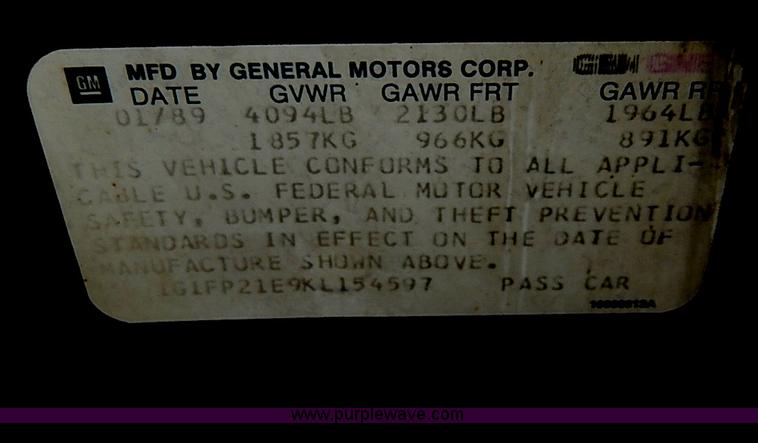 GM MFD BY GENERAL MOTORS CORP.
DATE GVWR GAWR FRT GAWR RR
01/89 4094LB 2130LB 1964LB
1857KG 966KG 891KG
THIS VEHICLE CONFORMS TO ALL APPLI-
CABLE U.S. FEDERAL MOTOR VEHICLE
SAFETY, BUMPER, AND THEFT PREVENTION
STANDARDS IN EFFECT ON THE DATE OF
MANUFACTURE SHOWN ABOVE.
1G1FP21E9KL154597 PASS CAR
www.purplewave.com